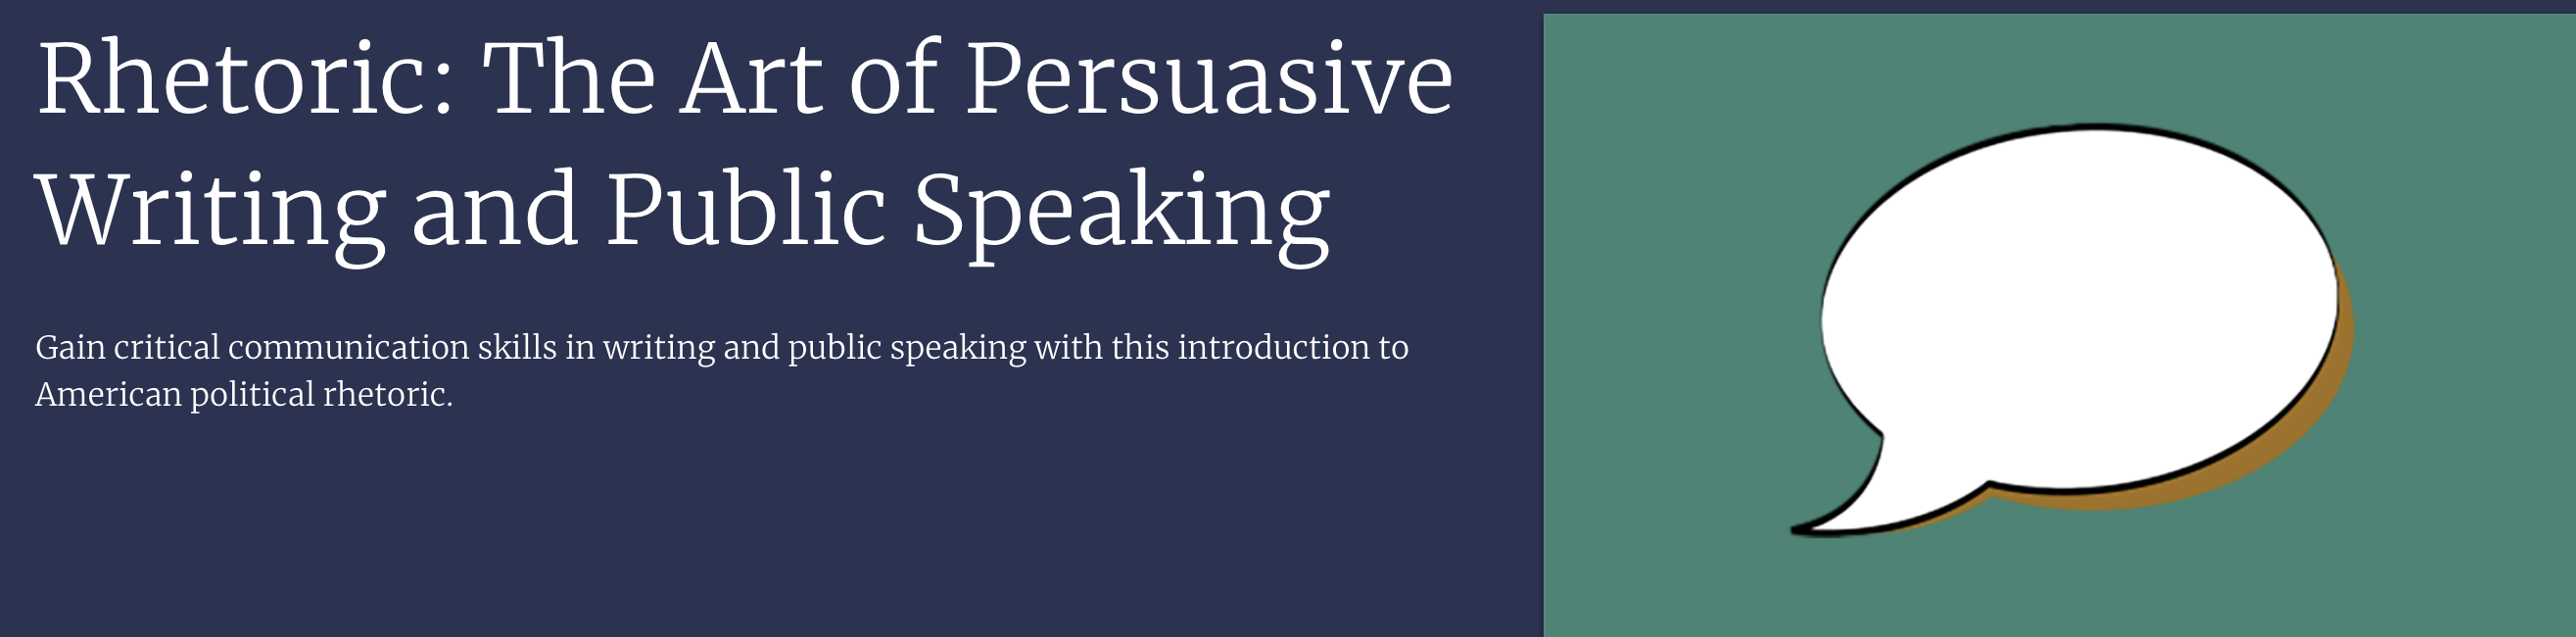 Rhetoric: The Art of Persuasive
Writing and Public Speaking
Gain critical communication skills in writing and public speaking with this introduction to
American political rhetoric.